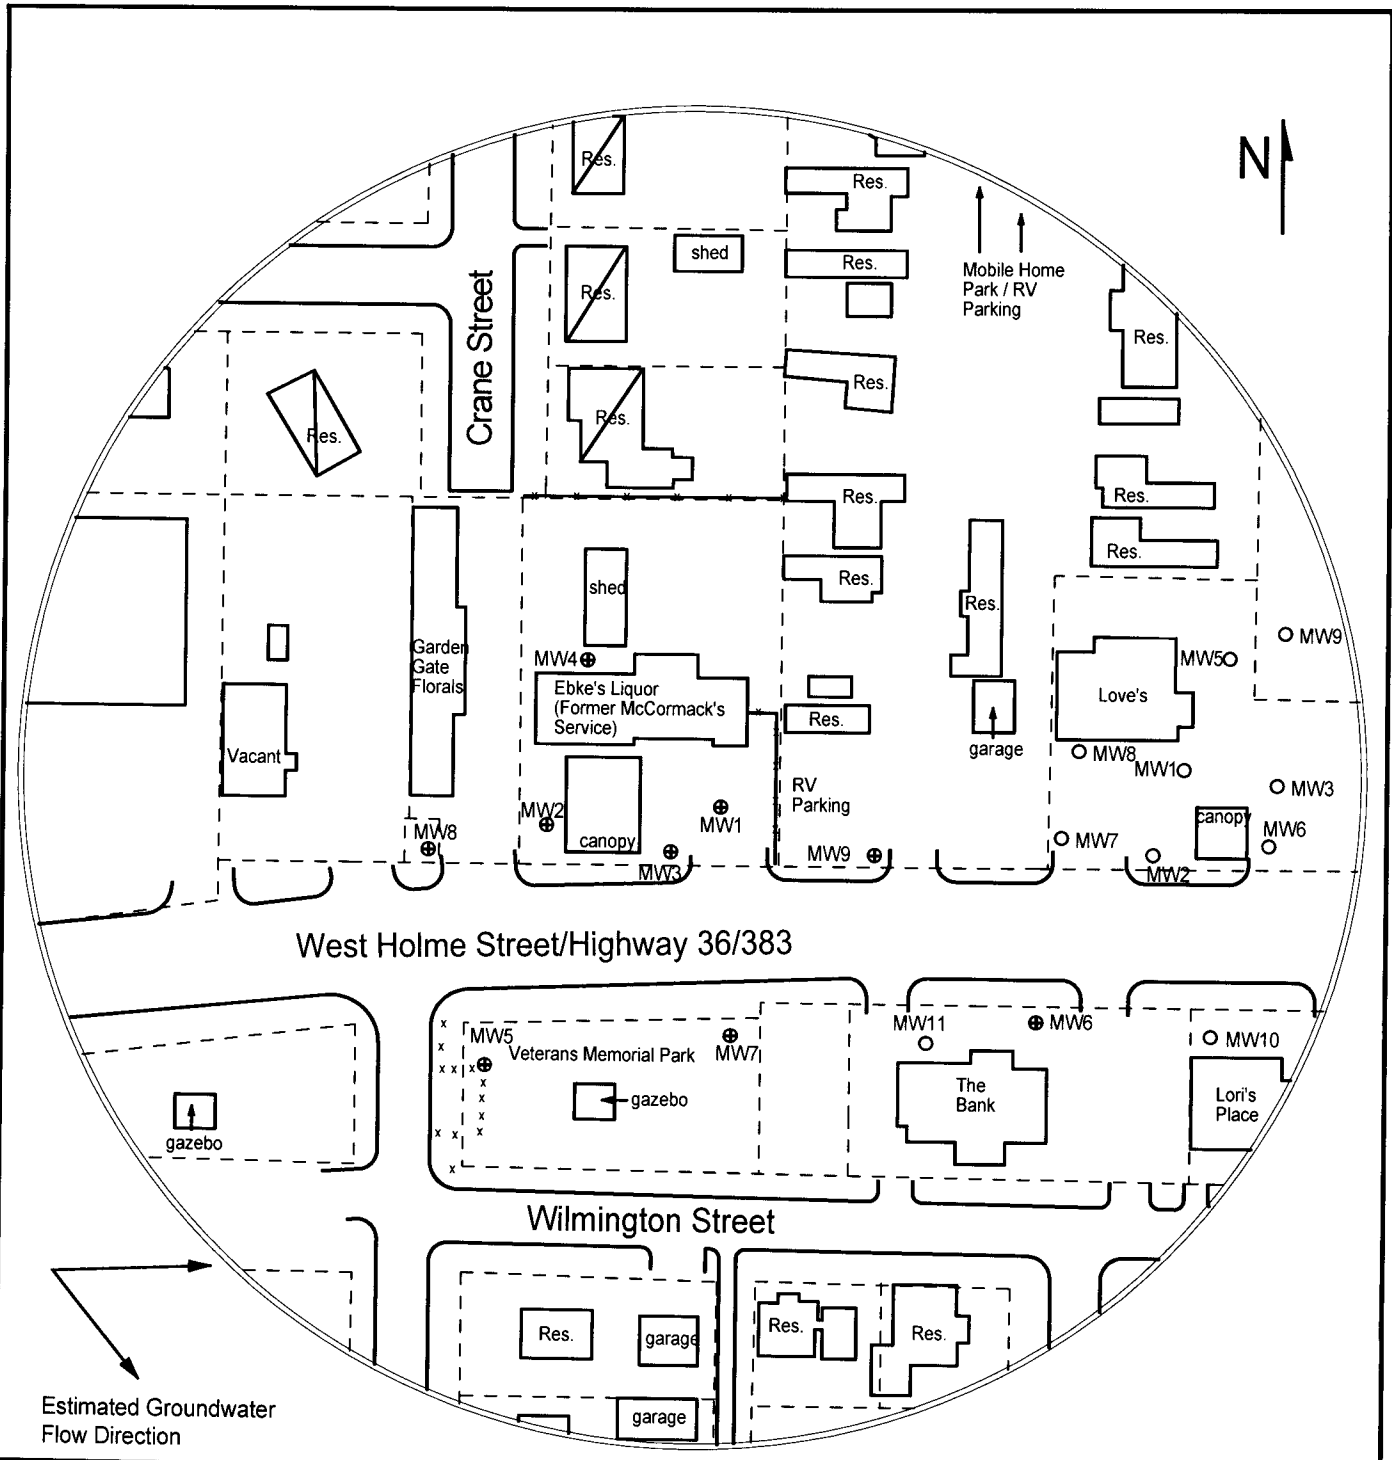 N
Res.
Res.
shed
Res.
Mobile Home
Park / RV
Parking
Res.
Crane Street
Res.
Res.
Res.
Res.
Res.
Res.
Res.
Res.
shed
Res.
Res.
MW9
Garden
Gate
Florals
MW4
Ebke's Liquor
(Former McCormack's
Service)
MW5
Love's
Res.
Vacant
garage
MW8
MW1
RV
Parking
MW3
MW2
MW1
canopy
MW8
canopy
MW6
MW7
MW3
MW9
MW2
West Holme Street/Highway 36/383
MW5
Veterans Memorial Park
MW7
MW11
MW6
MW10
The
Bank
Lori's
Place
gazebo
gazebo
Wilmington Street
Res.
garage
Res.
Res.
garage
Estimated Groundwater
Flow Direction